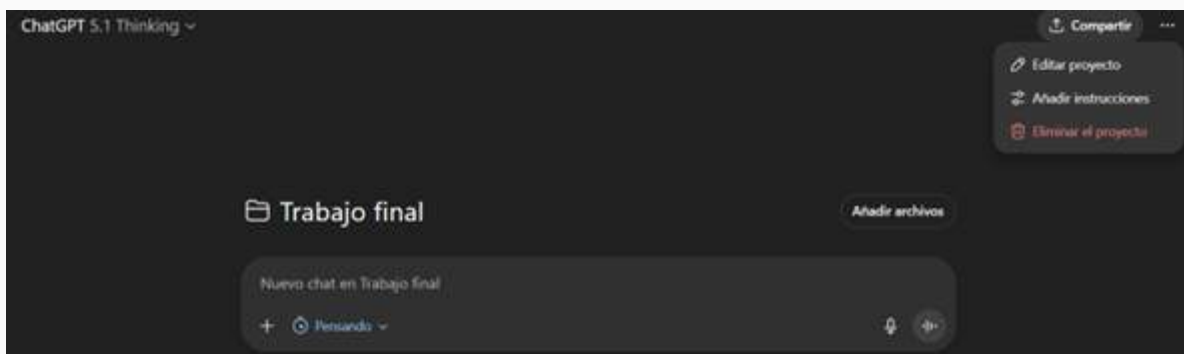 ChatGPT 5.1 Thinking
Compartir
Editar proyecto
Añadir instrucciones
Eliminar el proyecto
Trabajo final
Añadir archivos
Nuevo chat en Trabajo final
Pensando